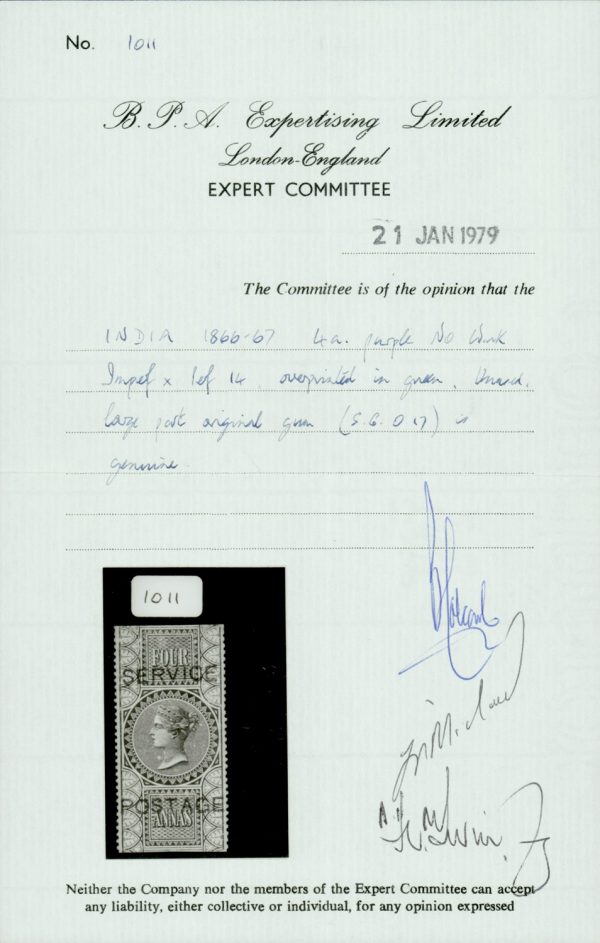 No. 1011
B. P. A. Expertising Limited
London-England
EXPERT COMMITTEE
21 JAN 1979
The Committee is of the opinion that the
INDIA 1866-67 4a. purple No Wmk
Imperf x Perf 14, overprinted in green. Unused.
large part original gum (S.G. O 17) is
genuine
1011
FOUR
SERVICE
POSTAGE
ANNAS
Neither the Company nor the members of the Expert Committee can accept
any liability, either collective or individual, for any opinion expressed